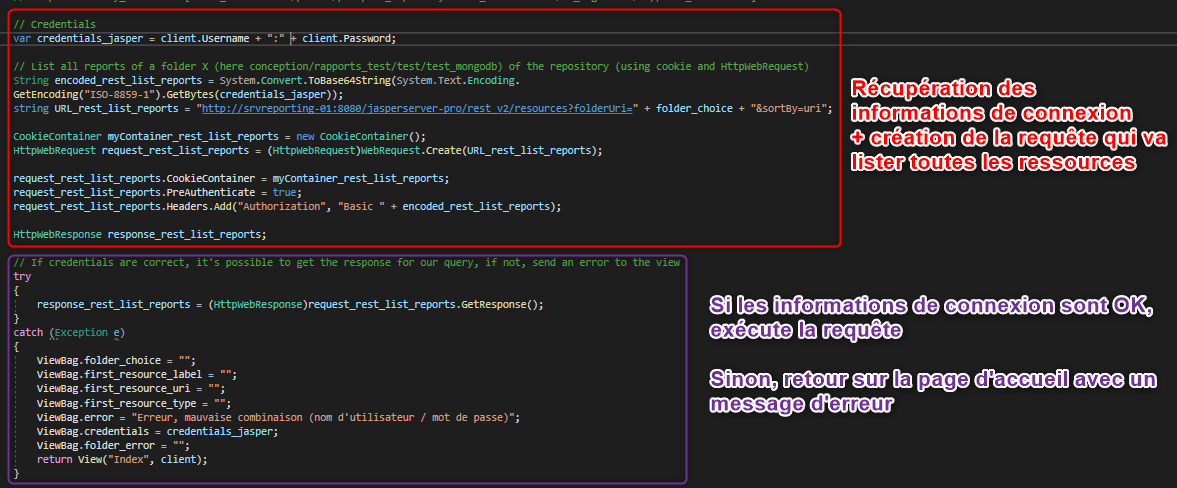 // Credentials
var credentials_jasper = client.Username + ":" + client.Password;
// List all reports of a folder X (here conception/rapports_test/test/test_mongodb) of the repository (using cookie and HttpWebRequest)
String encoded_rest_list_reports = System.Convert.ToBase64String(System.Text.Encoding.
GetEncoding("ISO-8859-1").GetBytes(credentials_jasper));
string URL_rest_list_reports = "http://srvreporting-01:8080/jasperserver-pro/rest_v2/resources?folderUri=" + folder_choice + "&sortBy=uri";
CookieContainer myContainer_rest_list_reports = new CookieContainer();
HttpWebRequest request_rest_list_reports = (HttpWebRequest)WebRequest.Create(URL_rest_list_reports);
request_rest_list_reports.CookieContainer = myContainer_rest_list_reports;
request_rest_list_reports.PreAuthenticate = true;
request_rest_list_reports.Headers.Add("Authorization", "Basic " + encoded_rest_list_reports);
HttpWebResponse response_rest_list_reports;
Récupération des
informations de connexion
+ création de la requête qui va
lister toutes les ressources
// If credentials are correct, it's possible to get the response for our query, if not, send an error to the view
try
{
response_rest_list_reports = (HttpWebResponse)request_rest_list_reports.GetResponse();
}
catch (Exception e)
{
ViewBag.folder_choice = "";
ViewBag.first_resource_label = "";
ViewBag.first_resource_uri = "";
ViewBag.first_resource_type = "";
ViewBag.error = "Erreur, mauvaise combinaison (nom d'utilisateur / mot de passe)";
ViewBag.credentials = credentials_jasper;
ViewBag.folder_error = "";
return View("Index", client);
}
Si les informations de connexion sont OK,
exécute la requête
Sinon, retour sur la page d'accueil avec un
message d'erreur